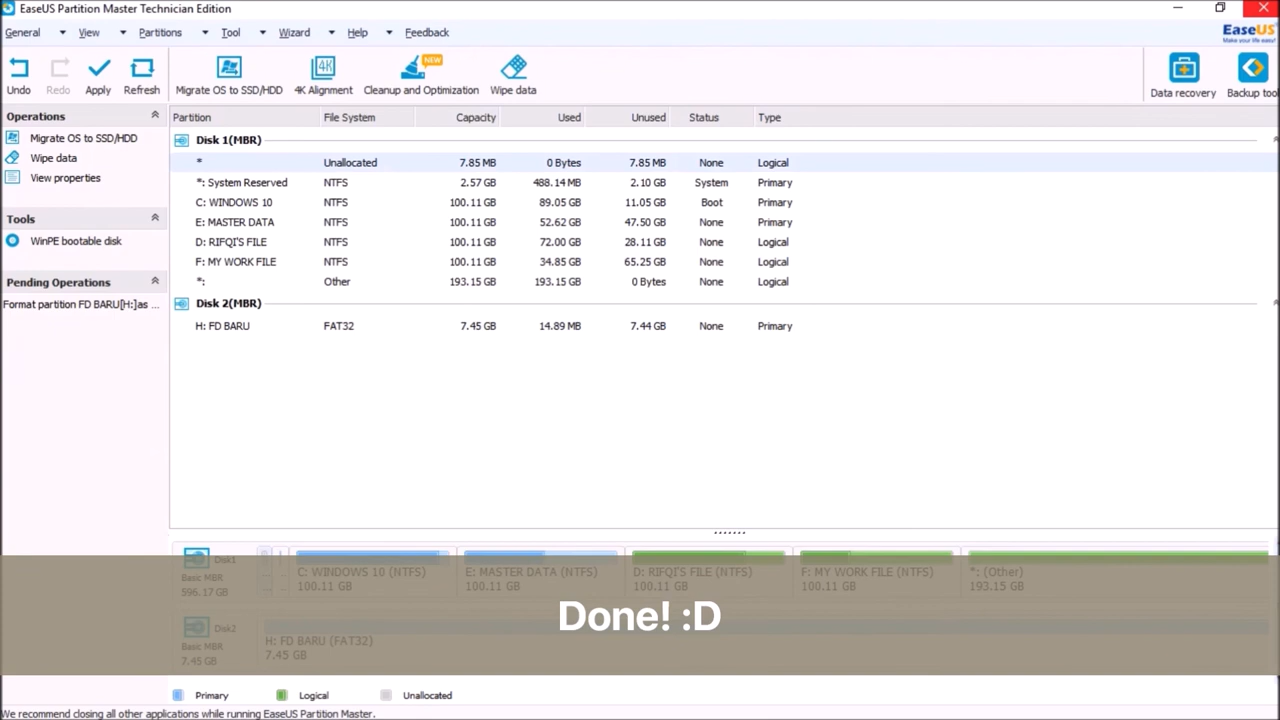 EaseUS Partition Master Technician Edition
General View Partitions Tool Wizard Help Feedback
EaseUS
Make your life easy!
NEW
4K
Undo Redo Apply Refresh Migrate OS to SSD/HDD 4K Alignment Cleanup and Optimization Wipe data Data recovery Backup tool
Operations
Migrate OS to SSD/HDD
Wipe data
View properties
Tools
WinPE bootable disk
Pending Operations
Format partition FD BARU[H:]as ...
Partition File System Capacity Used Unused Status Type
Disk 1(MBR)
* Unallocated 7.85 MB 0 Bytes 7.85 MB None Logical
*: System Reserved NTFS 2.57 GB 488.14 MB 2.10 GB System Primary
C: WINDOWS 10 NTFS 100.11 GB 89.05 GB 11.05 GB Boot Primary
E: MASTER DATA NTFS 100.11 GB 52.62 GB 47.50 GB None Primary
D: RIFQI'S FILE NTFS 100.11 GB 72.00 GB 28.11 GB None Logical
F: MY WORK FILE NTFS 100.11 GB 34.85 GB 65.25 GB None Logical
*: Other 193.15 GB 193.15 GB 0 Bytes None Logical
Disk 2(MBR)
H: FD BARU FAT32 7.45 GB 14.89 MB 7.44 GB None Primary
Disk1
Basic MBR
596.17 GB
C: WINDOWS 10 (NTFS) E: MASTER DATA (NTFS) D: RIFQI'S FILE (NTFS) F: MY WORK FILE (NTFS) *: (Other)
100.11 GB 100.11 GB 100.11 GB 100.11 GB 193.15 GB
Done! :D
Disk2
Basic MBR
7.45 GB
H: FD BARU (FAT32)
7.45 GB
Primary Logical Unallocated
We recommend closing all other applications while running EaseUS Partition Master.